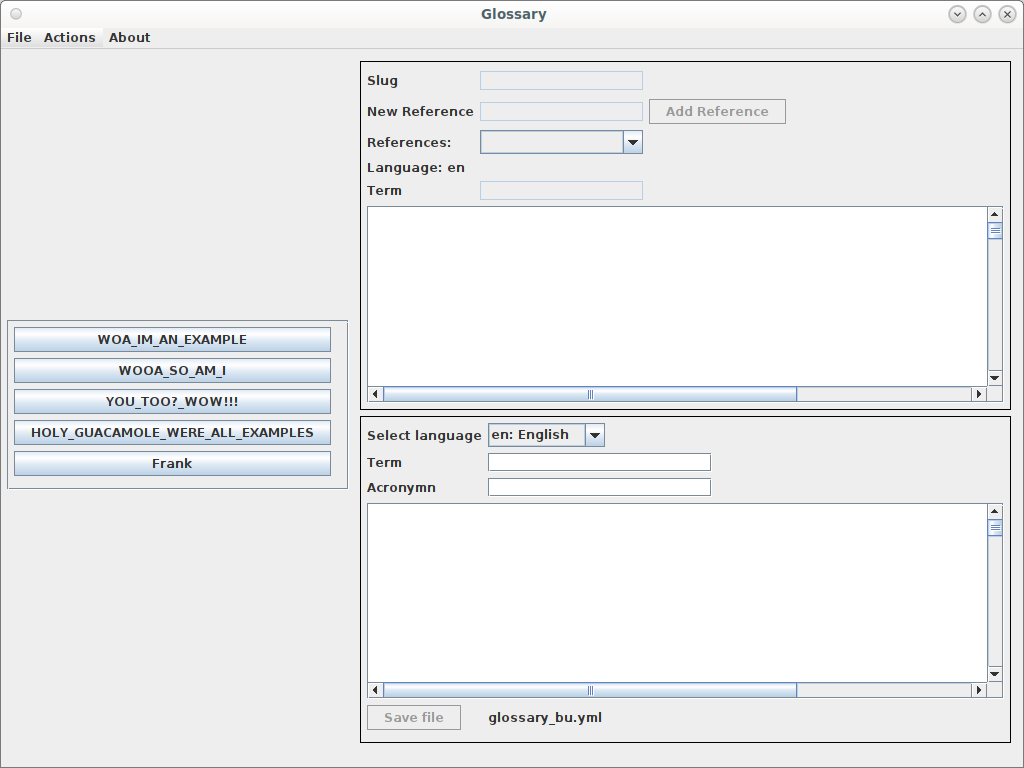 Glossary
File Actions About
WOA_IM_AN_EXAMPLE
WOOA_SO_AM_I
YOU_TOO?_WOW!!!
HOLY_GUACAMOLE_WERE_ALL_EXAMPLES
Frank
Slug
New Reference Add Reference
References:
Language: en
Term
Select language en: English
Term
Acronymn
Save file glossary_bu.yml